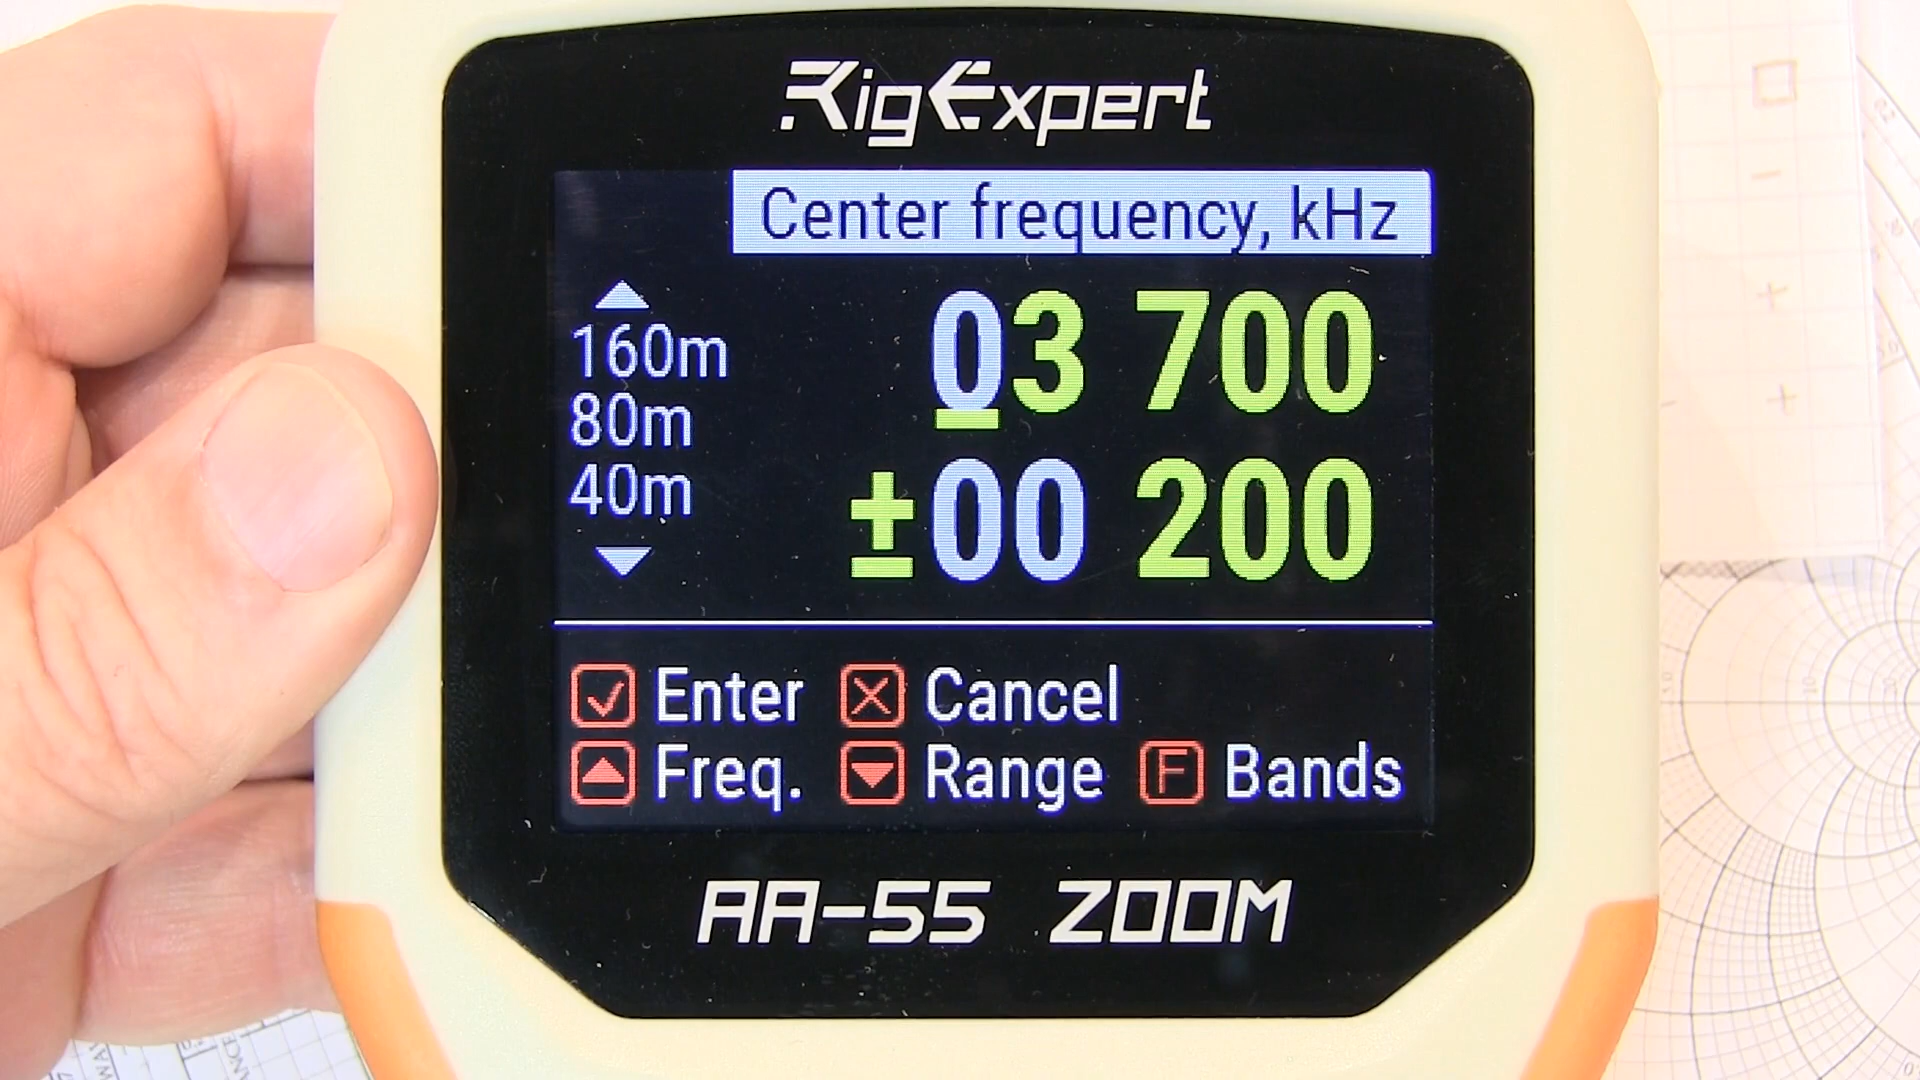 RigExpert
Center frequency, kHz
160m
80m
40m
03 700
±00 200
Enter Cancel
Freq. Range F Bands
AA-55 ZOOM